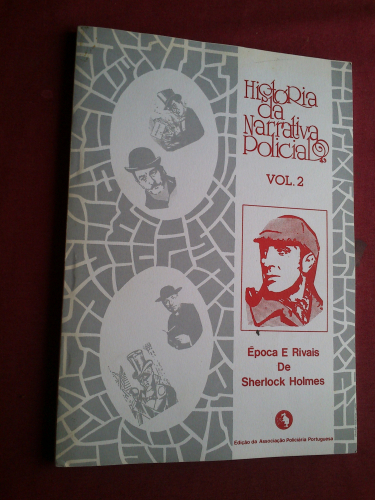 História
da
Narrativa
Policial
VOL. 2
Época E Rivais
De
Sherlock Holmes
Edição da Associação Policiária Portuguesa